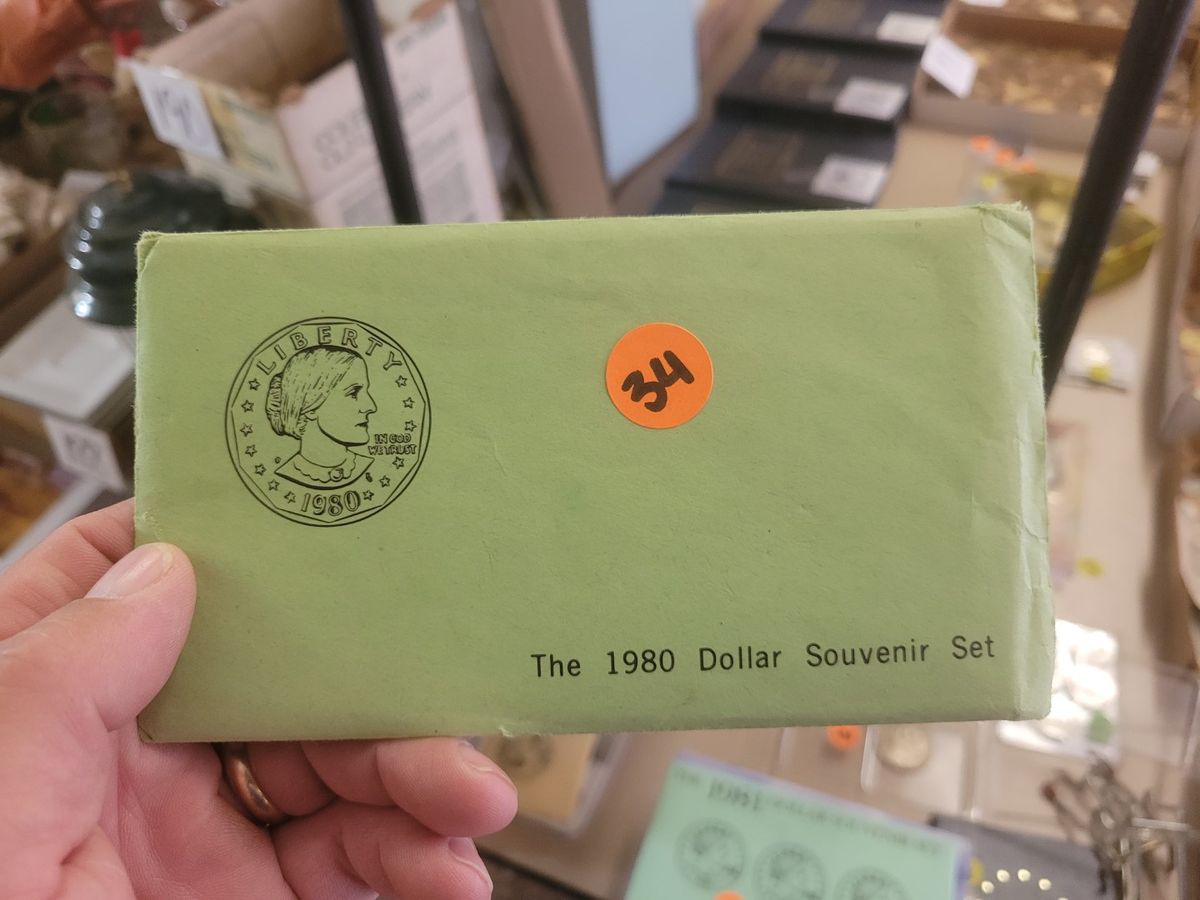 LIBERTY
IN GOD
WE TRUST
1980
34
The 1980 Dollar Souvenir Set